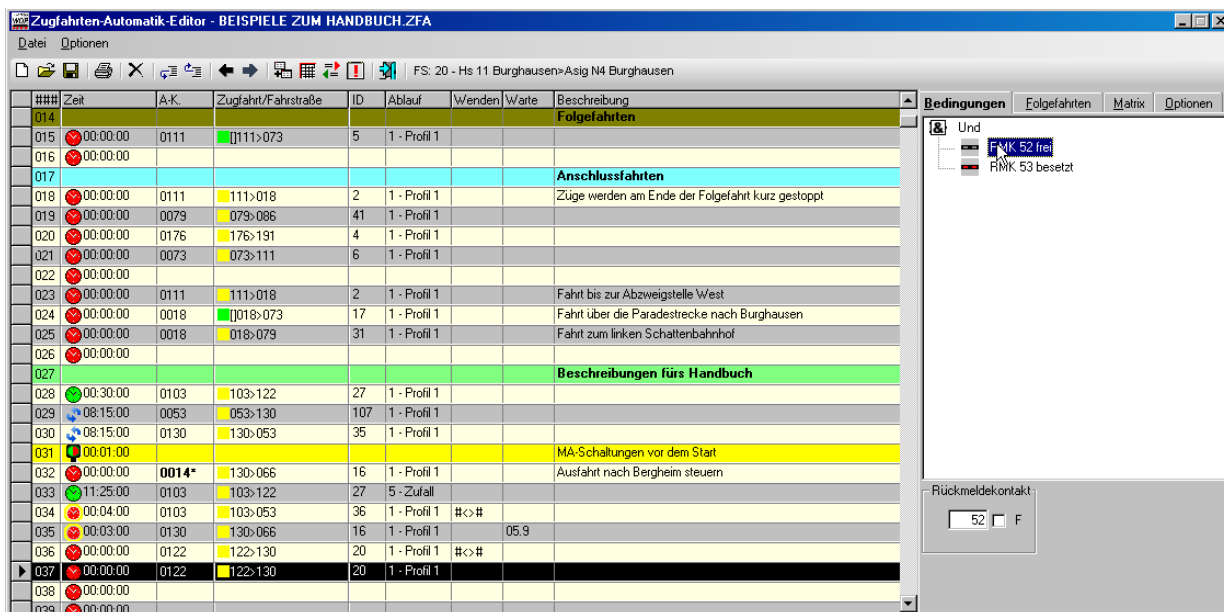 Zugfahrten-Automatik-Editor - BEISPIELE ZUM HANDBUCH.ZFA
Datei Optionen
FS: 20 - Hs 11 Burghausen>Asig N4 Burghausen
### Zeit A-K. Zugfahrt/Fahrstraße ID Ablauf Wenden Warte Beschreibung
014 Folgefahrten
015 00:00:00 0111 []111>073 5 1 - Profil 1
016 00:00:00
017 Anschlussfahrten
018 00:00:00 0111 111>018 2 1 - Profil 1 Züge werden am Ende der Folgefahrt kurz gestoppt
019 00:00:00 0079 079>086 41 1 - Profil 1
020 00:00:00 0176 176>191 4 1 - Profil 1
021 00:00:00 0073 073>111 6 1 - Profil 1
022 00:00:00
023 00:00:00 0111 111>018 2 1 - Profil 1 Fahrt bis zur Abzweigstelle West
024 00:00:00 0018 []018>073 17 1 - Profil 1 Fahrt über die Paradestrecke nach Burghausen
025 00:00:00 0018 018>079 31 1 - Profil 1 Fahrt zum linken Schattenbahnhof
026 00:00:00
027 Beschreibungen fürs Handbuch
028 00:30:00 0103 103>122 27 1 - Profil 1
029 08:15:00 0053 053>130 107 1 - Profil 1
030 08:15:00 0130 130>053 35 1 - Profil 1
031 00:01:00 MA-Schaltungen vor dem Start
032 00:00:00 0014* 130>066 16 1 - Profil 1 Ausfahrt nach Bergheim steuern
033 11:25:00 0103 103>122 27 5 - Zufall
034 00:04:00 0103 103>053 36 1 - Profil 1 #<>#
035 00:03:00 0130 130>066 16 1 - Profil 1 05.9
036 00:00:00 0122 122>130 20 1 - Profil 1 #<>#
037 00:00:00 0122 122>130 20 1 - Profil 1
038 00:00:00
039 00:00:00
Bedingungen Folgefahrten Matrix Optionen
& Und
RMK 52 frei
RMK 53 besetzt
Rückmeldekontakt
52 F